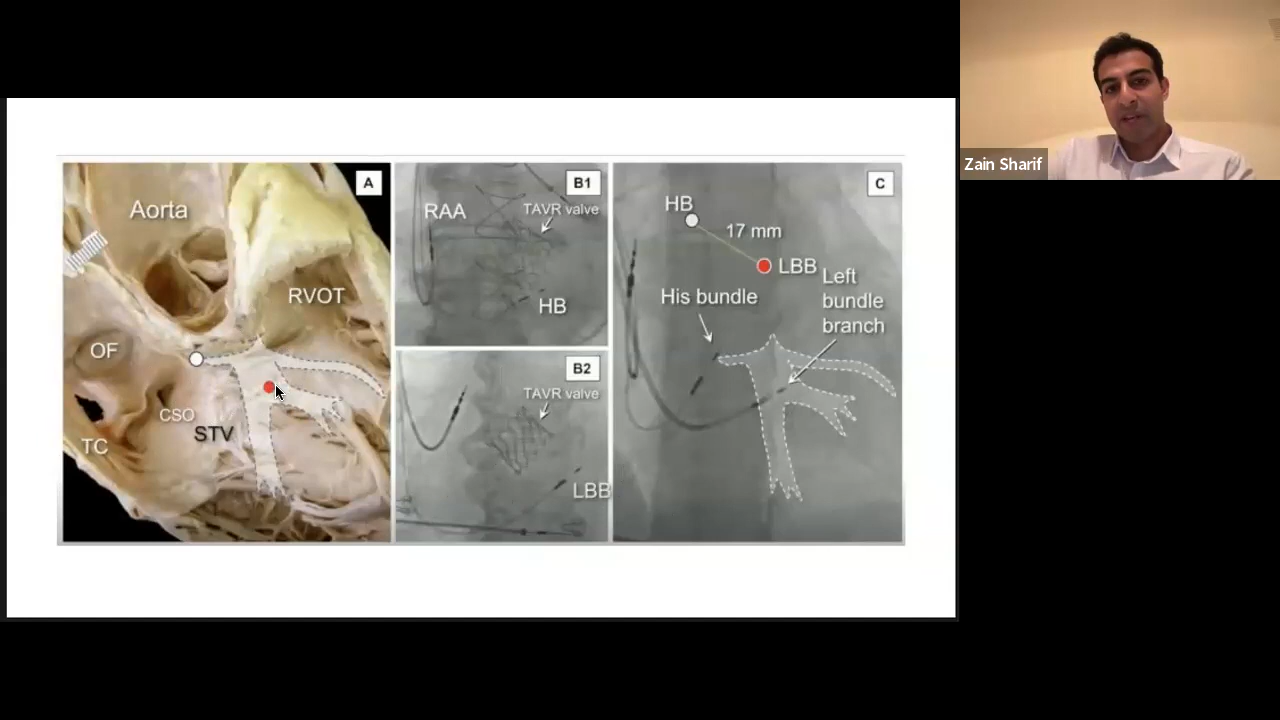 A
Aorta
RVOT
OF
CSO
STV
TC
B1
RAA
TAVR valve
HB
B2
TAVR valve
LBB
C
HB
17 mm
LBB
His bundle
Left
bundle
branch
Zain Sharif